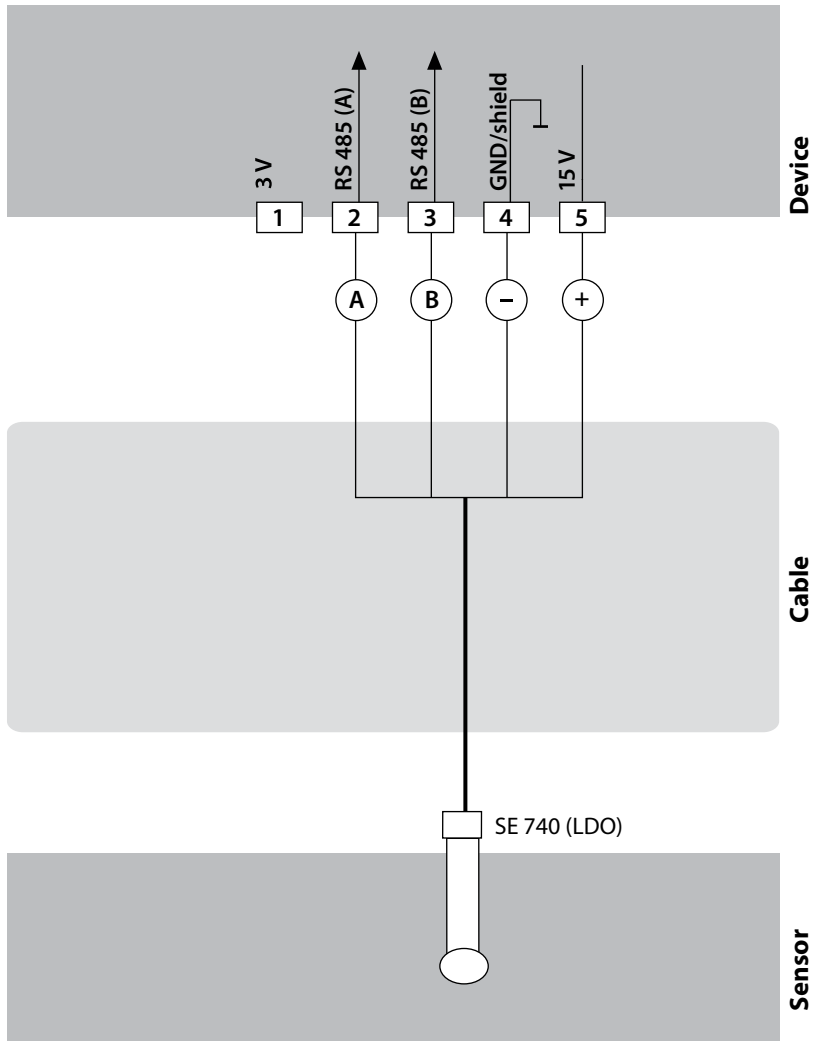 3 V
RS 485 (A)
RS 485 (B)
GND/shield
15 V
Device
1
2
3
4
5
A
B
–
+
Cable
SE 740 (LDO)
Sensor